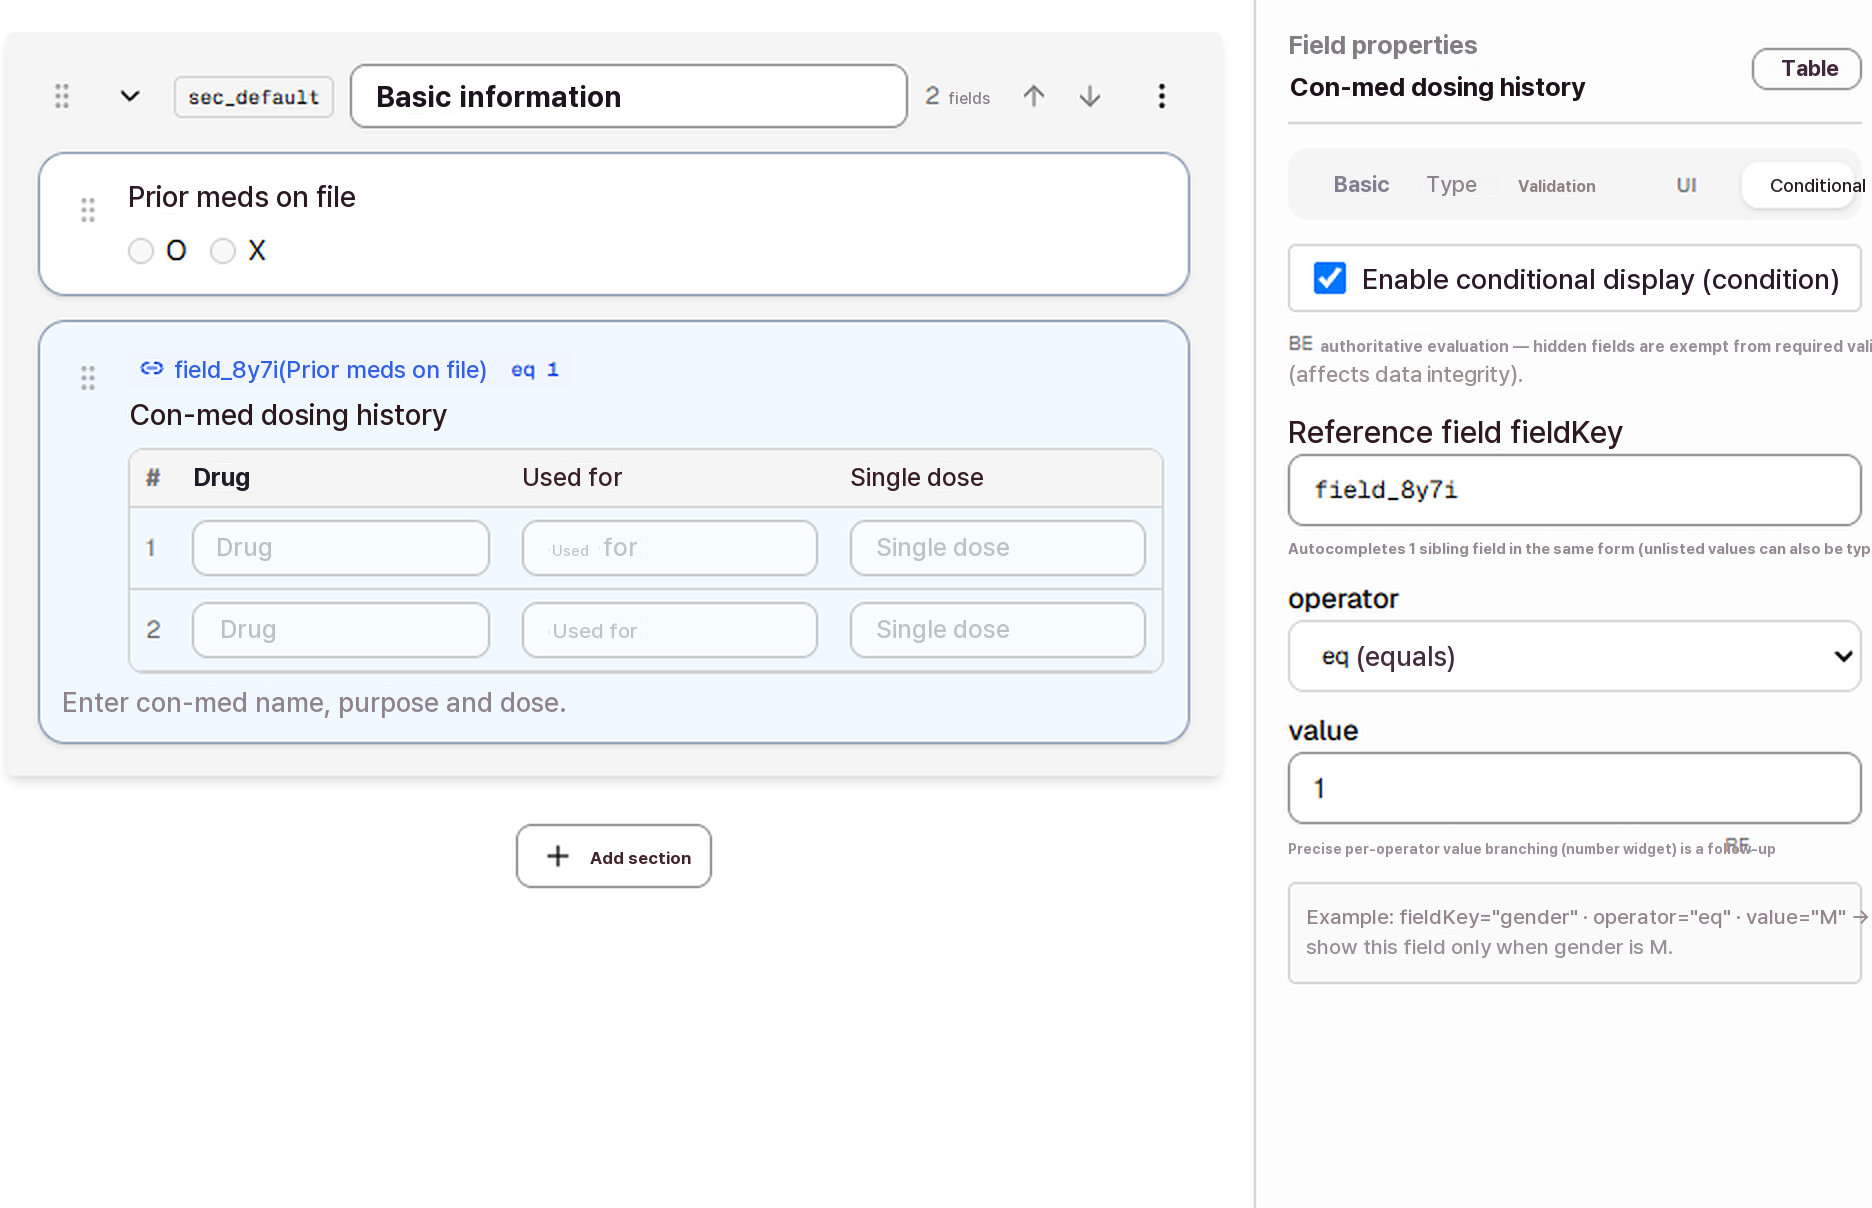 sec_default Basic information 2 fields
Prior meds on file
O X
field_8y7i(Prior meds on file) eq 1
Con-med dosing history
# Drug Used for Single dose
1 Drug Used for Single dose
2 Drug Used for Single dose
Enter con-med name, purpose and dose.
+ Add section
Field properties
Con-med dosing history
Table
Basic Type Validation UI Conditional
Enable conditional display (condition)
BE authoritative evaluation — hidden fields are exempt from required vali
(affects data integrity).
Reference field fieldKey
field_8y7i
Autocompletes 1 sibling field in the same form (unlisted values can also be typ
operator
eq (equals)
value
1
Precise per-operator value branching (number widget) is a follow-up
BE
Example: fieldKey="gender" · operator="eq" · value="M" →
show this field only when gender is M.